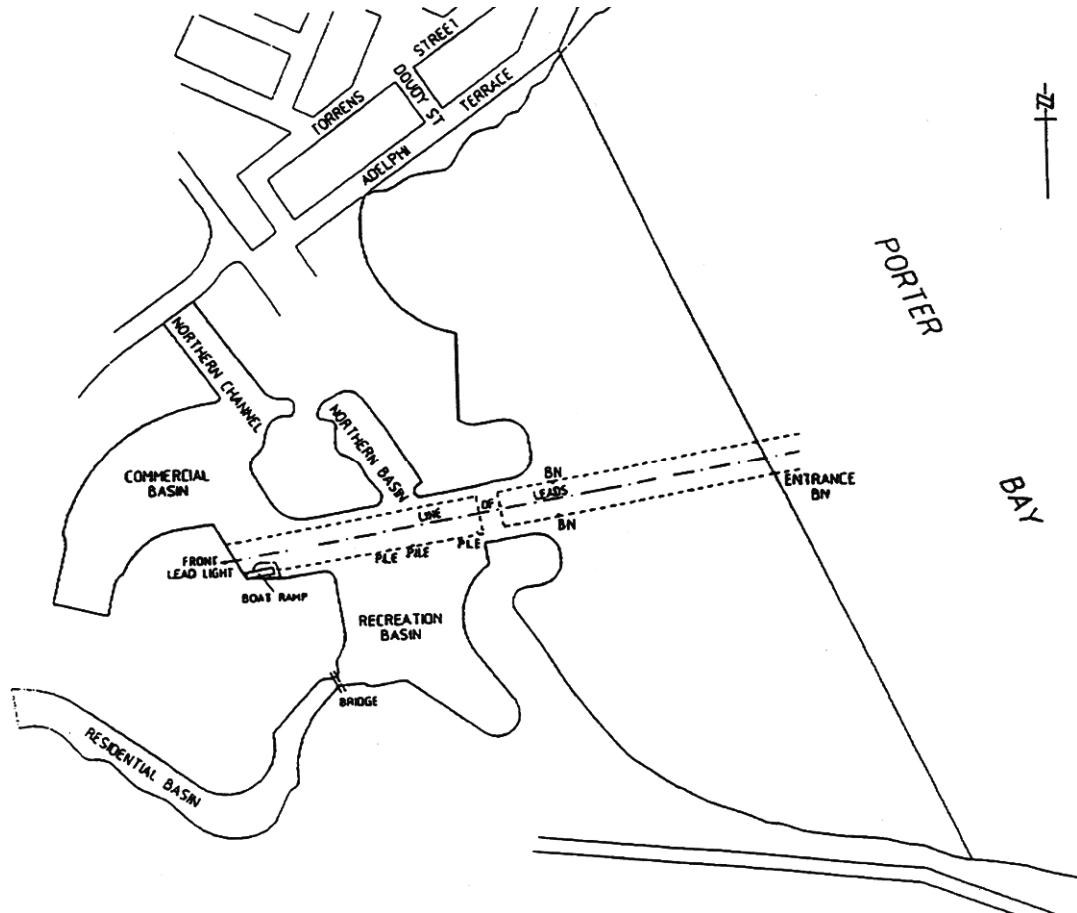 STREET
DOUDY ST
TORRENS
TERRACE
ADELPHI
N
PORTER
BAY
NORTHERN CHANNEL
NORTHERN BASIN
COMMERCIAL
BASIN
BN
LINE OF LEADS
ENTRANCE
BN
BN
PILE PILE PILE
FRONT
LEAD LIGHT
BOAT RAMP
RECREATION
BASIN
BRIDGE
RESIDENTIAL BASIN